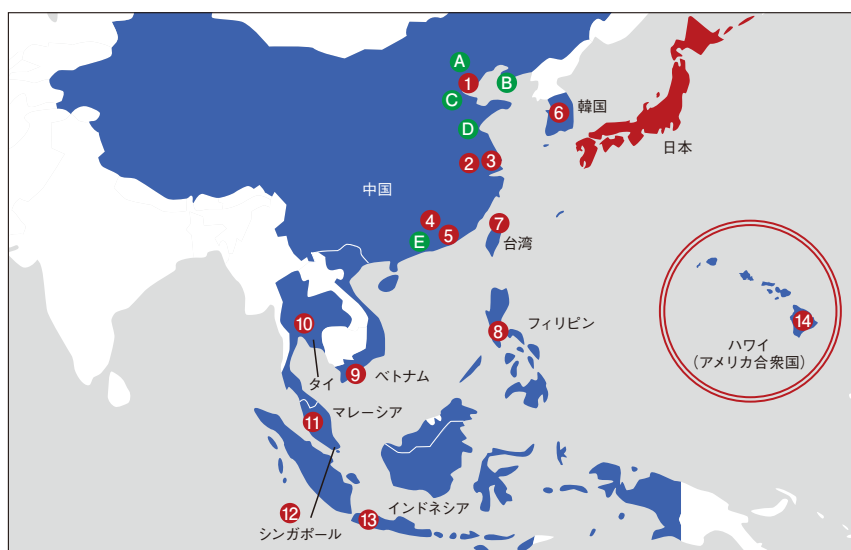 A
1
B
C
6
韓国
D
日本
2
3
中国
4
7
E
5
台湾
10
8
フィリピン
14
ハワイ
（アメリカ合衆国）
9
ベトナム
タイ
11
マレーシア
12
13
インドネシア
シンガポール